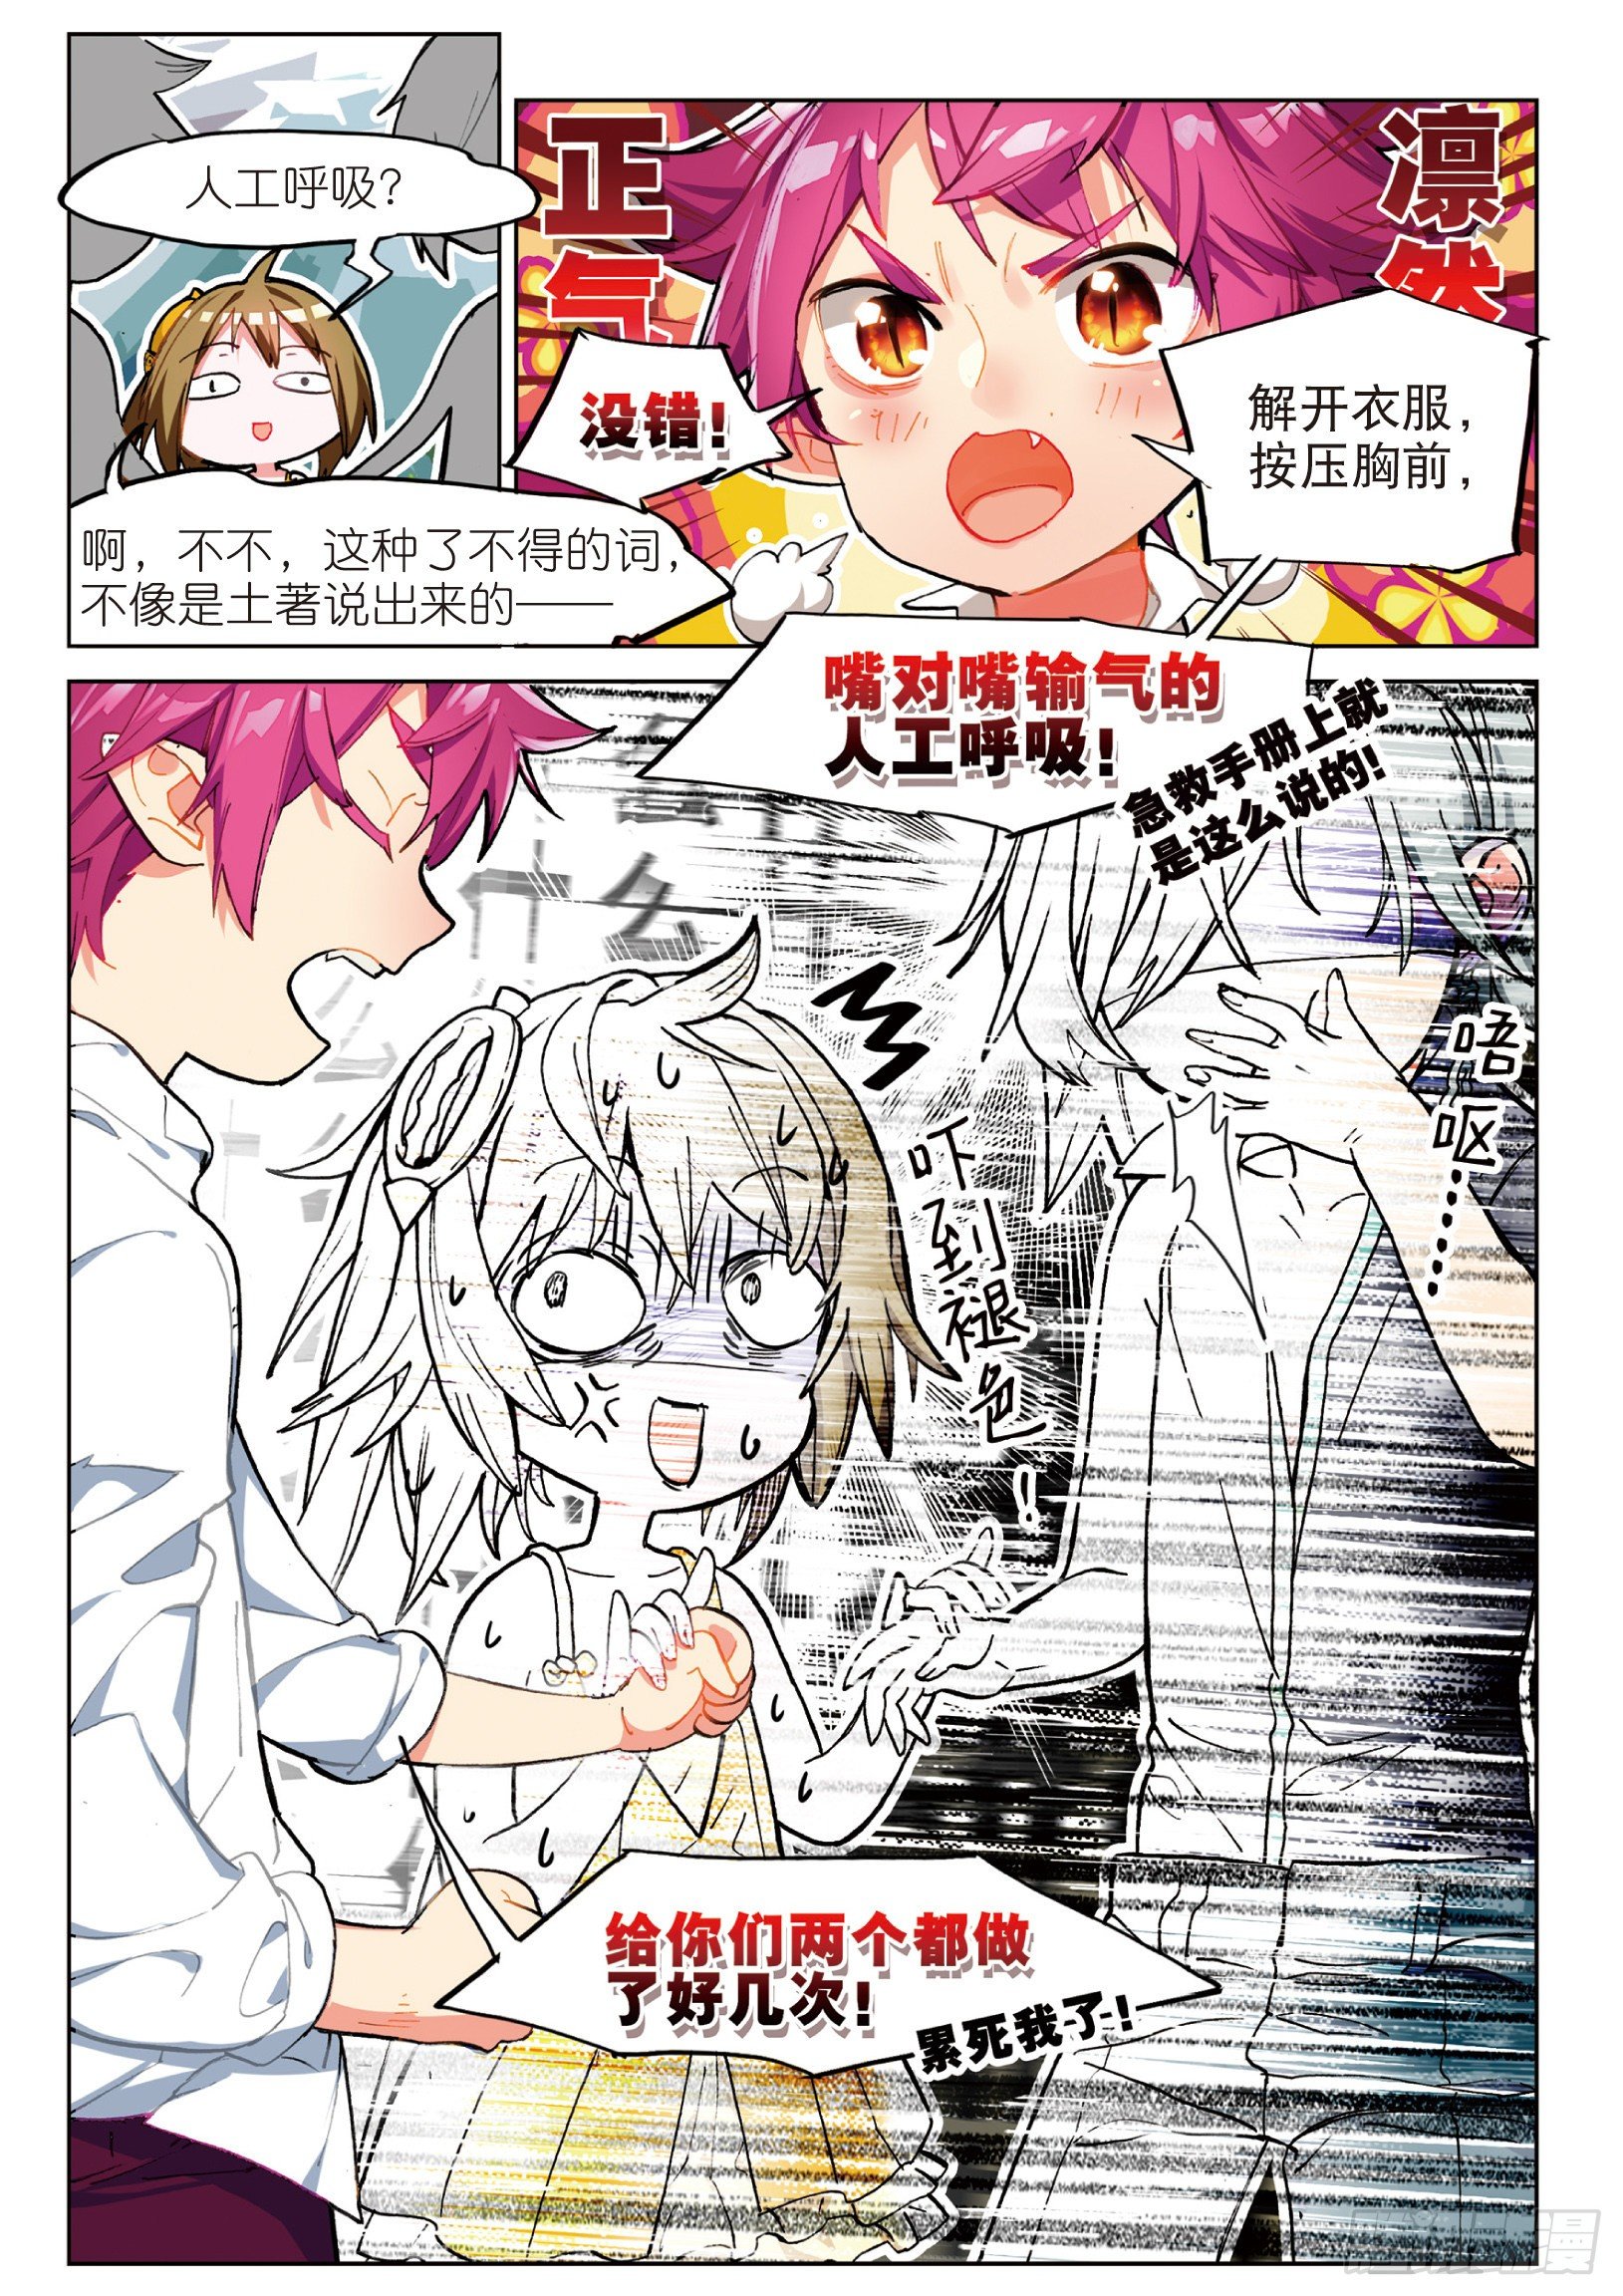 人工呼吸？
啊，不不，这种了不得的词，
不像是土著说出来的——
正气
凛然
没错！
解开衣服，
按压胸前，
嘴对嘴输气的
人工呼吸！
急救手册上就
是这么说的！
什么
吓到褪色！
唔
呕……
给你们两个都做
了好几次！
累死我了！